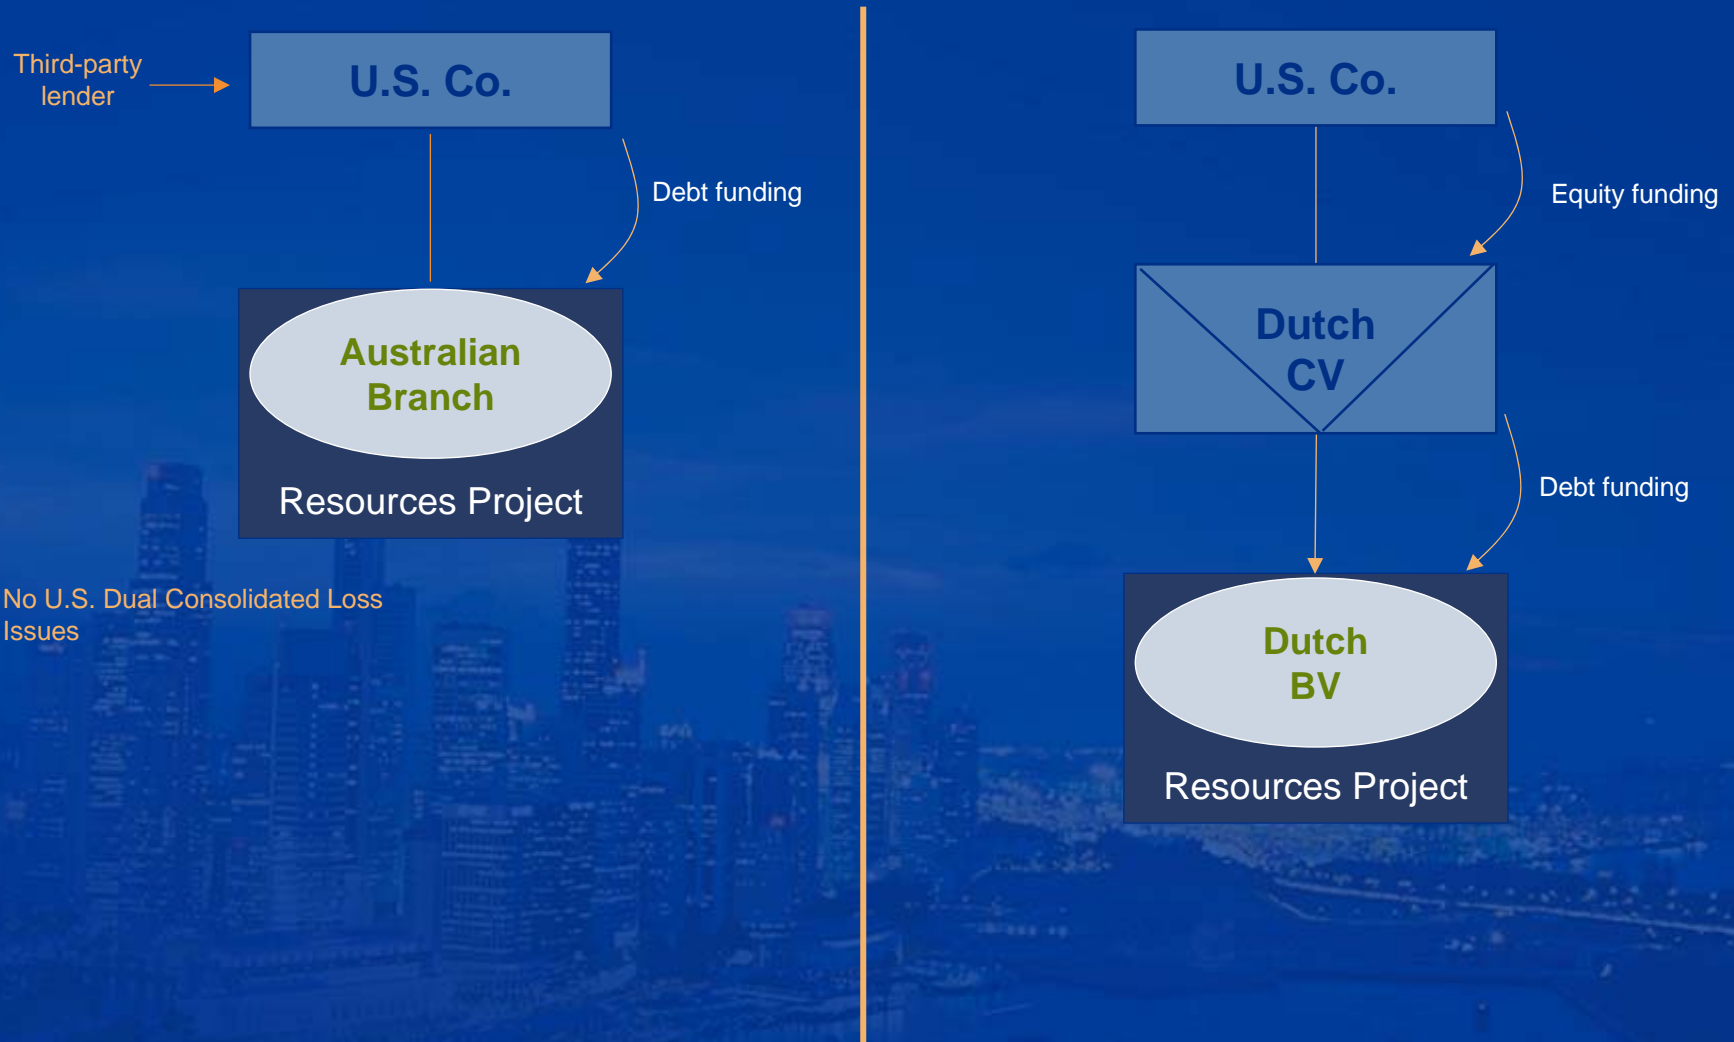 Third-party
lender
U.S. Co.
Debt funding
Australian
Branch
Resources Project
No U.S. Dual Consolidated Loss
Issues
U.S. Co.
Equity funding
Dutch
CV
Debt funding
Dutch
BV
Resources Project